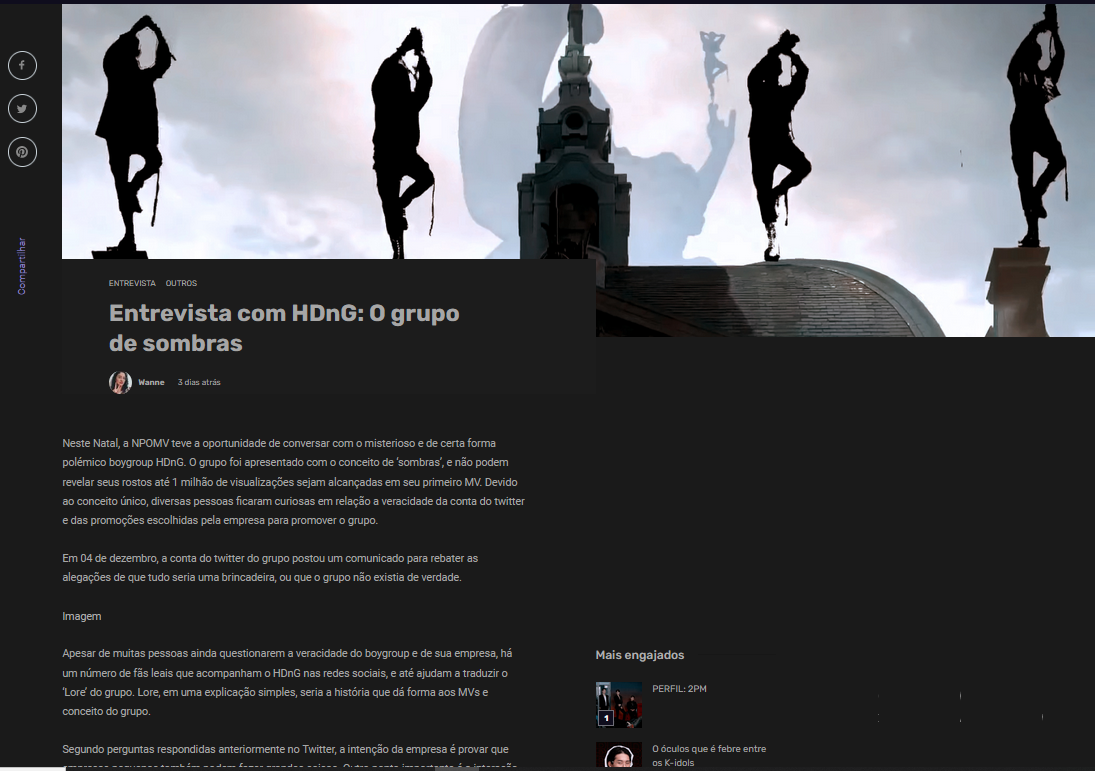 Compartilhar
ENTREVISTA OUTROS
Entrevista com HDnG: O grupo
de sombras
Wanne 3 dias atrás
Neste Natal, a NPOMV teve a oportunidade de conversar com o misterioso e de certa forma
polémico boygroup HDnG. O grupo foi apresentado com o conceito de ‘sombras’, e não podem
revelar seus rostos até 1 milhão de visualizações sejam alcançadas em seu primeiro MV. Devido
ao conceito único, diversas pessoas ficaram curiosas em relação a veracidade da conta do twitter
e das promoções escolhidas pela empresa para promover o grupo.
Em 04 de dezembro, a conta do twitter do grupo postou um comunicado para rebater as
alegações de que tudo seria uma brincadeira, ou que o grupo não existia de verdade.
Imagem
Apesar de muitas pessoas ainda questionarem a veracidade do boygroup e de sua empresa, há
um número de fãs leais que acompanham o HDnG nas redes sociais, e até ajudam a traduzir o
‘Lore’ do grupo. Lore, em uma explicação simples, seria a história que dá forma aos MVs e
conceito do grupo.
Segundo perguntas respondidas anteriormente no Twitter, a intenção da empresa é provar que
Mais engajados
1
PERFIL: 2PM
O óculos que é febre entre
os K-idols